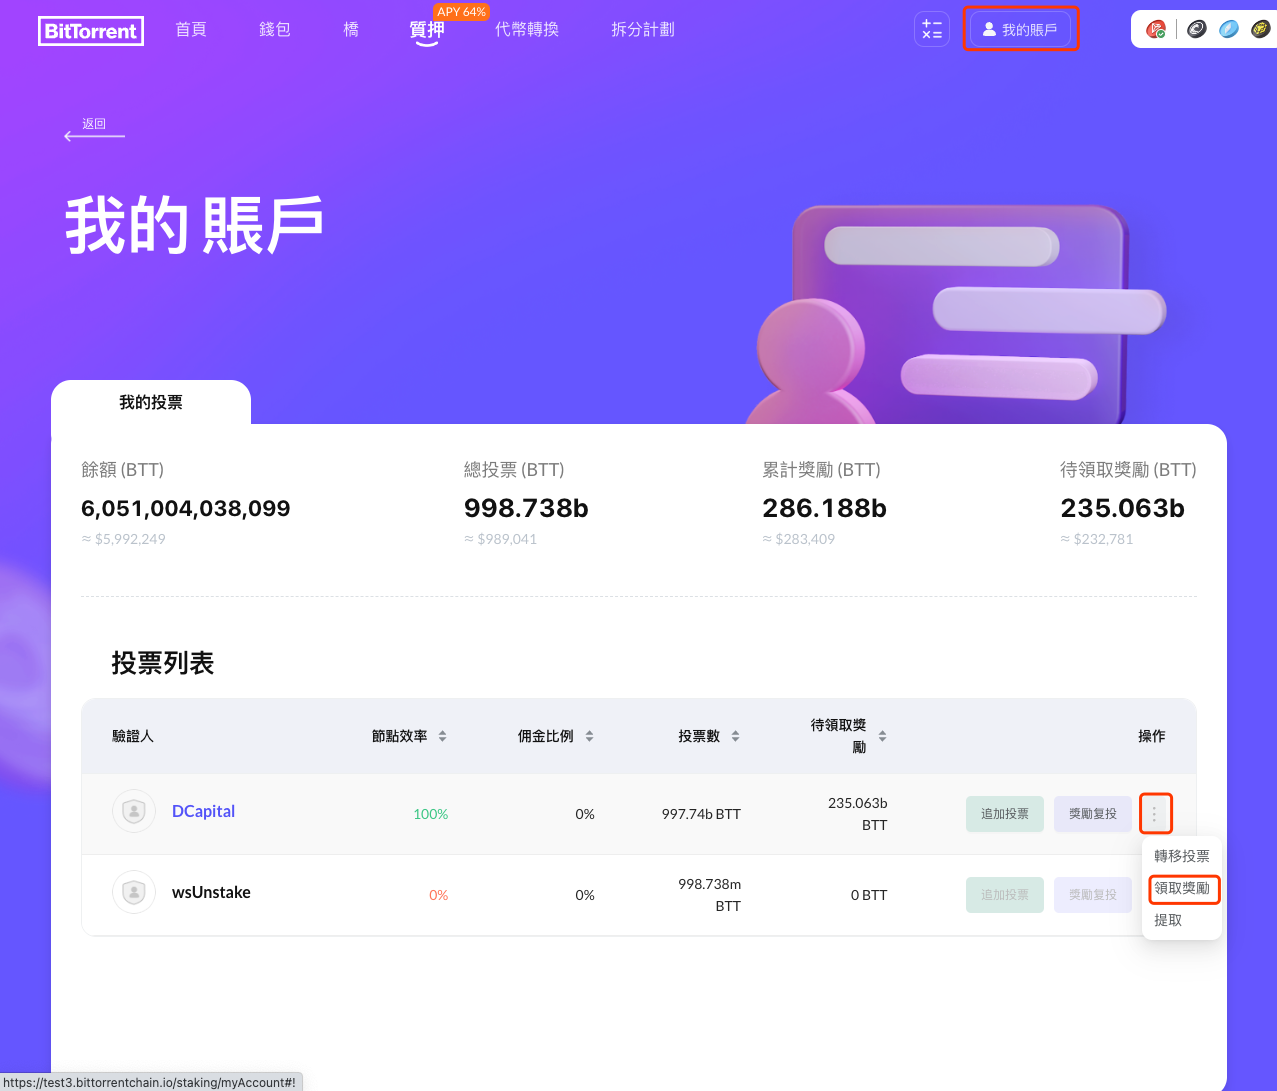 BitTorrent
首頁
錢包
橋
質押
APY 64%
代幣轉換
拆分計劃
我的賬戶
返回
我的 賬戶
我的投票
餘額 (BTT)
6,051,004,038,099
≈ $5,992,249
總投票 (BTT)
998.738b
≈ $989,041
累計獎勵 (BTT)
286.188b
≈ $283,409
待領取獎勵 (BTT)
235.063b
≈ $232,781
投票列表
驗證人
節點效率
佣金比例
投票數
待領取獎
勵
操作
DCapital
100%
0%
997.74b BTT
235.063b
BTT
追加投票
獎勵复投
轉移投票
領取獎勵
提取
wsUnstake
0%
0%
998.738m
BTT
0 BTT
追加投票
獎勵复投
https://test3.bittorrentchain.io/staking/myAccount#!